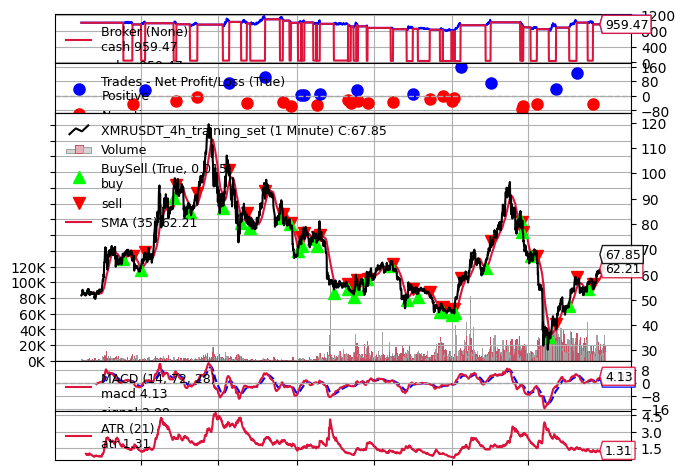 Broker (None)
cash 959.47
1200
400
0
959.47
Trades - Net Profit/Loss (True)
Positive
160
80
0
−80
XMRUSDT_4h_training_set (1 Minute) C:67.85
Volume
BuySell (True, 0.015)
buy
sell
SMA (35) 62.21
120
110
100
90
80
70
60
50
40
30
67.85
62.21
120K
100K
80K
60K
40K
20K
0K
MACD (14, 72, 18)
macd 4.13
8
0
−8
−16
4.13
ATR (21)
atr 1.31
4.5
3.0
1.5
1.31